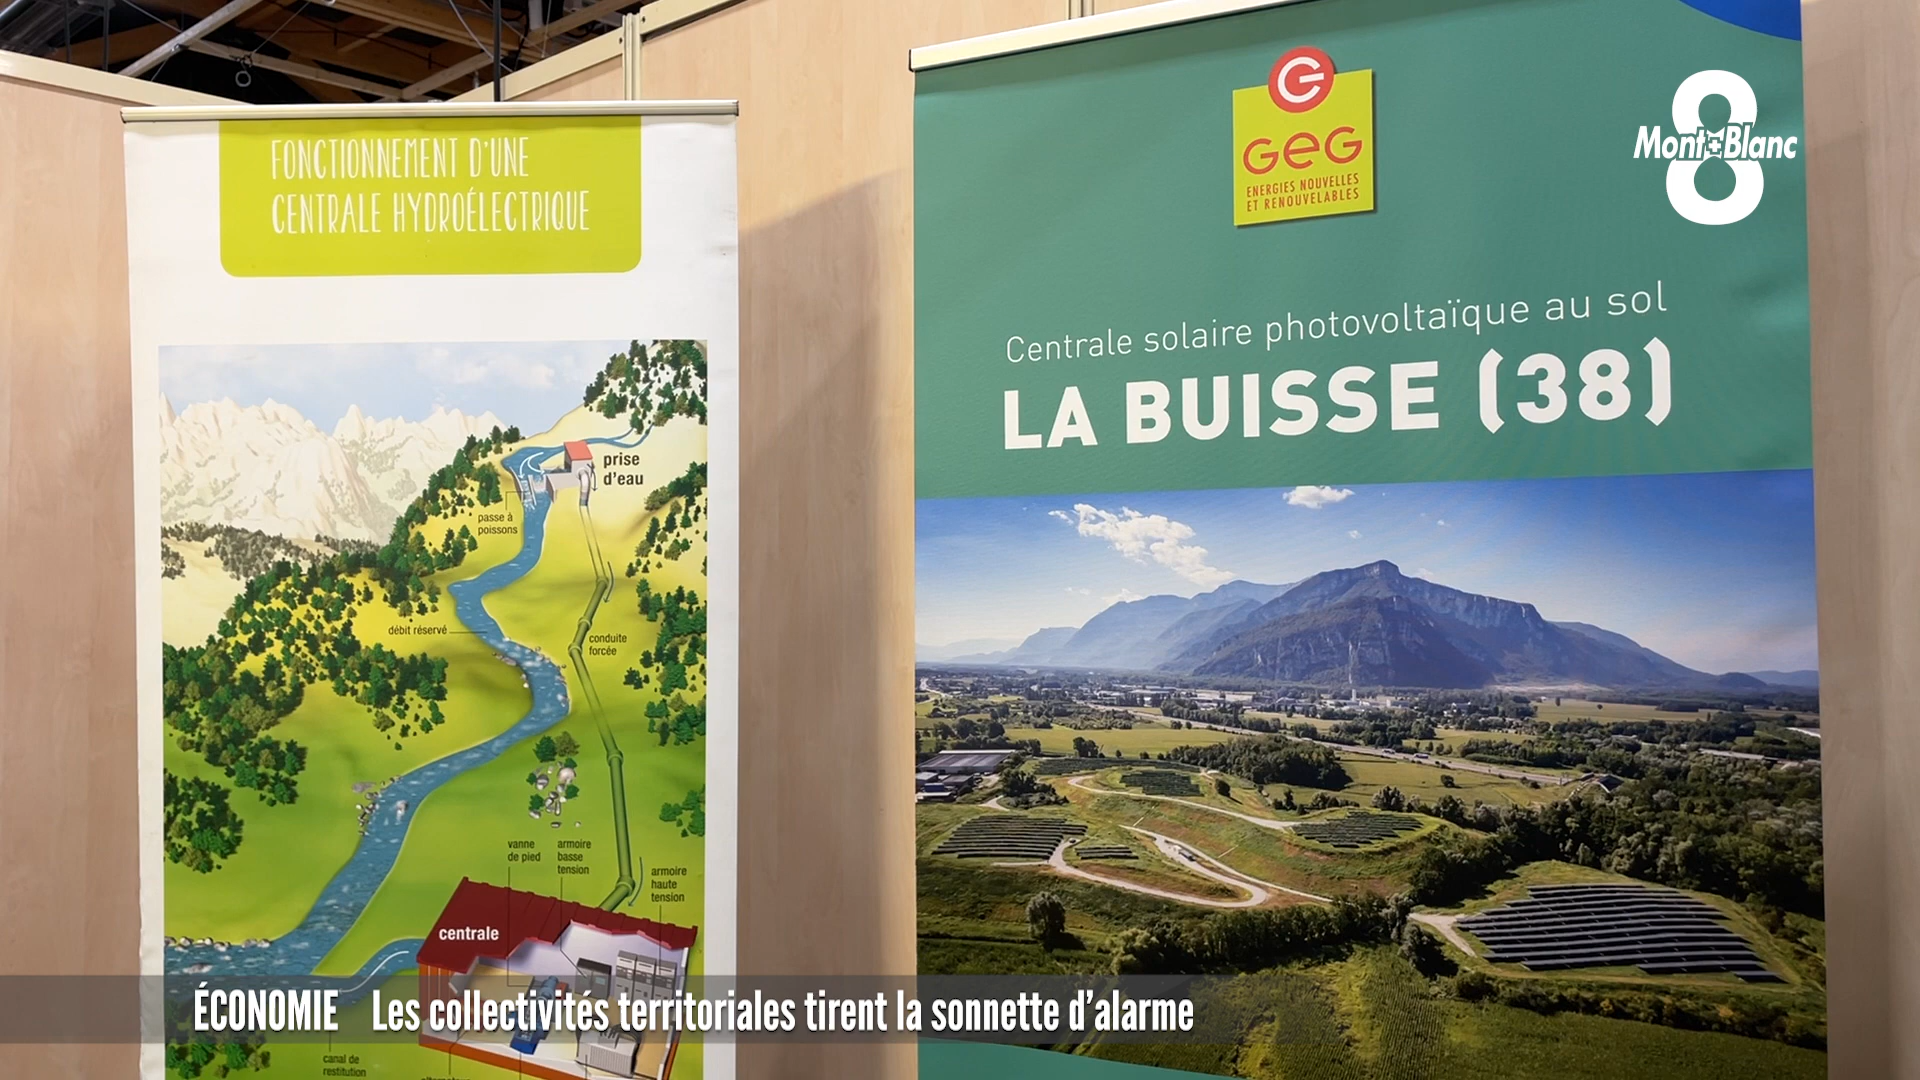 FONCTIONNEMENT D'UNE
CENTRALE HYDROÉLECTRIQUE
prise
d'eau
passe à
poissons
débit réservé
conduite
forcée
vanne
de pied
armoire
basse
tension
armoire
haute
tension
centrale
canal de
restitution
GEG
ENERGIES NOUVELLES
ET RENOUVELABLES
Centrale solaire photovoltaïque au sol
LA BUISSE (38)
8
Mont Blanc
ÉCONOMIE Les collectivités territoriales tirent la sonnette d'alarme